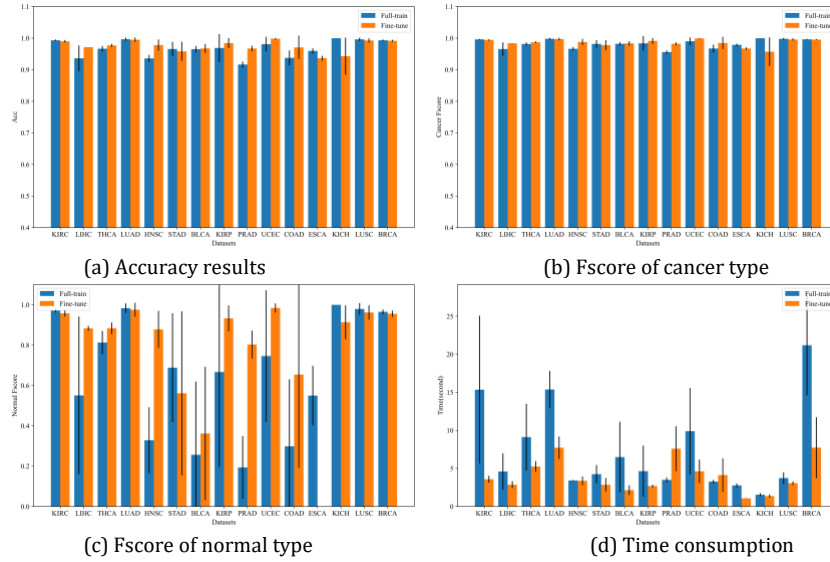 Full-train
Fine-tune
1.1
1.0
0.9
0.8
0.7
0.6
0.5
0.4
Acc
KIRC LIHC THCA LUAD HNSC STAD BLCA KIRP PRAD UCEC COAD ESCA KICH LUSC BRCA
Datasets
(a) Accuracy results
Full-train
Fine-tune
1.1
1.0
0.9
0.8
0.7
0.6
0.5
0.4
Cancer Fscore
KIRC LIHC THCA LUAD HNSC STAD BLCA KIRP PRAD UCEC COAD ESCA KICH LUSC BRCA
Datasets
(b) Fscore of cancer type
Full-train
Fine-tune
1.0
0.8
0.6
0.4
0.2
0.0
Normal Fscore
KIRC LIHC THCA LUAD HNSC STAD BLCA KIRP PRAD UCEC COAD ESCA KICH LUSC BRCA
Datasets
(c) Fscore of normal type
Full-train
Fine-tune
25
20
15
10
5
0
Time(second)
KIRC LIHC THCA LUAD HNSC STAD BLCA KIRP PRAD UCEC COAD ESCA KICH LUSC BRCA
Datasets
(d) Time consumption